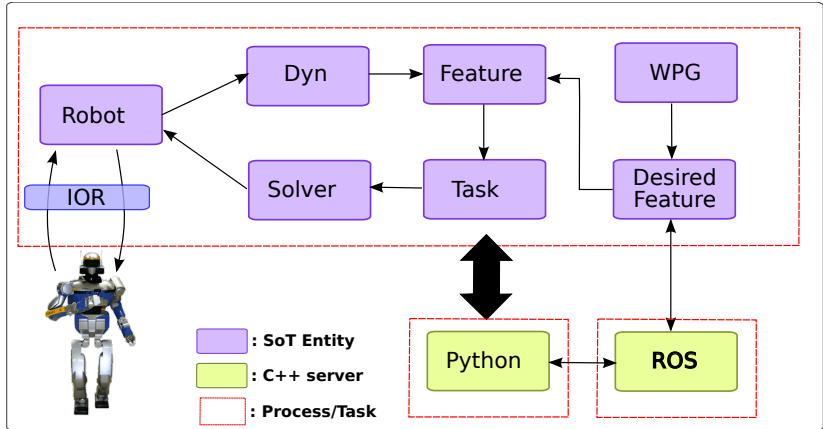 Dyn
Feature
WPG
Robot
Solver
Task
Desired
Feature
IOR
: SoT Entity
: C++ server
: Process/Task
Python
ROS